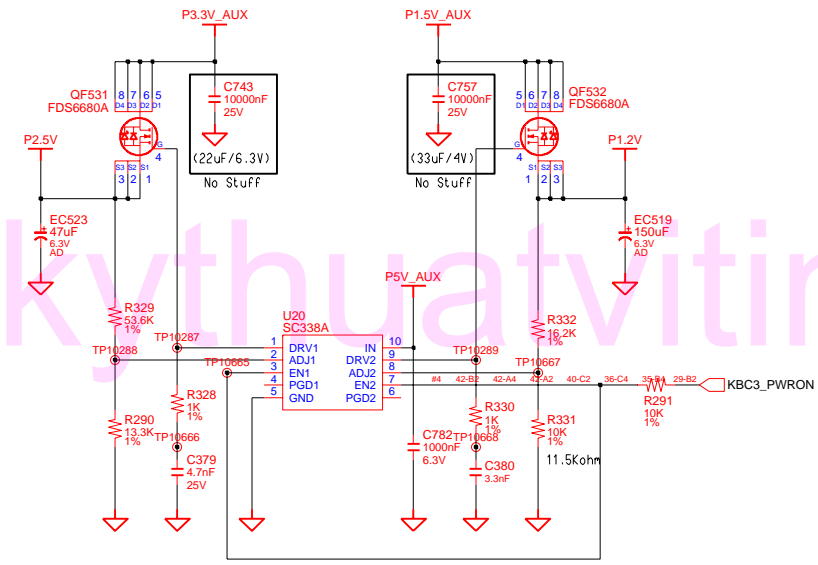 P3.3V_AUX
P1.5V_AUX
QF531
FDS6680A
8 7 6 5
D4 D3 D2 D1
C743
10000nF
25V
(22uF/6.3V)
No Stuff
C757
10000nF
25V
(33uF/4V)
No Stuff
5 6 7 8
D1 D2 D3 D4
QF532
FDS6680A
P2.5V
G
4
S3 S2 S1
3 2 1
G
4
S1 S2 S3
1 2 3
P1.2V
EC523
47uF
6.3V
AD
EC519
150uF
6.3V
AD
kythuatvitin
P5V_AUX
R329
53.6K
1%
R332
16.2K
1%
U20
SC338A
TP10287
TP10288
TP10665
TP10289
TP10667
1 DRV1 IN 10
2 ADJ1 DRV2 9
3 EN1 ADJ2 8
4 PGD1 EN2 7
5 GND PGD2 6
#4 42-B2 42-A4 42-A2 40-C2 36-C4 35-B4 29-B2
KBC3_PWRON
R291
10K
1%
R328
1K
1%
R290
13.3K
1%
TP10666
C379
4.7nF
25V
R330
1K
1%
TP10668
C380
3.3nF
R331
10K
1%
11.5Kohm
C782
1000nF
6.3V